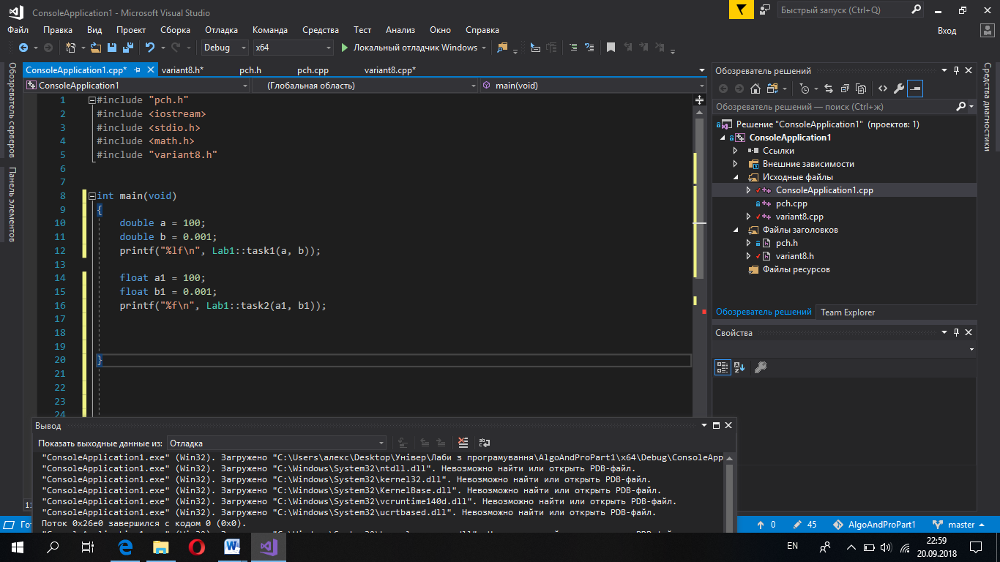 ConsoleApplication1 - Microsoft Visual Studio
Быстрый запуск (Ctrl+Q)
Файл Правка Вид Проект Сборка Отладка Команда Средства Тест Анализ Окно Справка
Вход
Debug x64 Локальный отладчик Windows
Обозреватель серверов
Панель элементов
ConsoleApplication1.cpp* variant8.h* pch.h pch.cpp variant8.cpp*
ConsoleApplication1 (Глобальная область) main(void)
1 #include "pch.h"
2 #include <iostream>
3 #include <stdio.h>
4 #include <math.h>
5 #include "variant8.h"
6
7
8 int main(void)
9 {
10 double a = 100;
11 double b = 0.001;
12 printf("%lf\n", Lab1::task1(a, b));
13
14 float a1 = 100;
15 float b1 = 0.001;
16 printf("%f\n", Lab1::task2(a1, b1));
17
18
19
20 }
21
22
23
24
Обозреватель решений
Обозреватель решений — поиск (Ctrl+ж)
Решение "ConsoleApplication1" (проектов: 1)
ConsoleApplication1
Ссылки
Внешние зависимости
Исходные файлы
ConsoleApplication1.cpp
pch.cpp
variant8.cpp
Файлы заголовков
pch.h
variant8.h
Файлы ресурсов
Обозреватель решений Team Explorer
Свойства
Средства диагностики
Вывод
Показать выходные данные из: Отладка
"ConsoleApplication1.exe" (Win32). Загружено "C:\Users\алекс\Desktop\Універ\Лаби з програмування\AlgoAndProPart1\x64\Debug\ConsoleApp
"ConsoleApplication1.exe" (Win32). Загружено "C:\Windows\System32\ntdll.dll". Невозможно найти или открыть PDB-файл.
"ConsoleApplication1.exe" (Win32). Загружено "C:\Windows\System32\kernel32.dll". Невозможно найти или открыть PDB-файл.
"ConsoleApplication1.exe" (Win32). Загружено "C:\Windows\System32\KernelBase.dll". Невозможно найти или открыть PDB-файл.
"ConsoleApplication1.exe" (Win32). Загружено "C:\Windows\System32\vcruntime140d.dll". Невозможно найти или открыть PDB-файл.
"ConsoleApplication1.exe" (Win32). Загружено "C:\Windows\System32\ucrtbased.dll". Невозможно найти или открыть PDB-файл.
Поток 0x26e0 завершился с кодом 0 (0x0).
0 45 AlgoAndProPart1 master
EN
22:59
20.09.2018